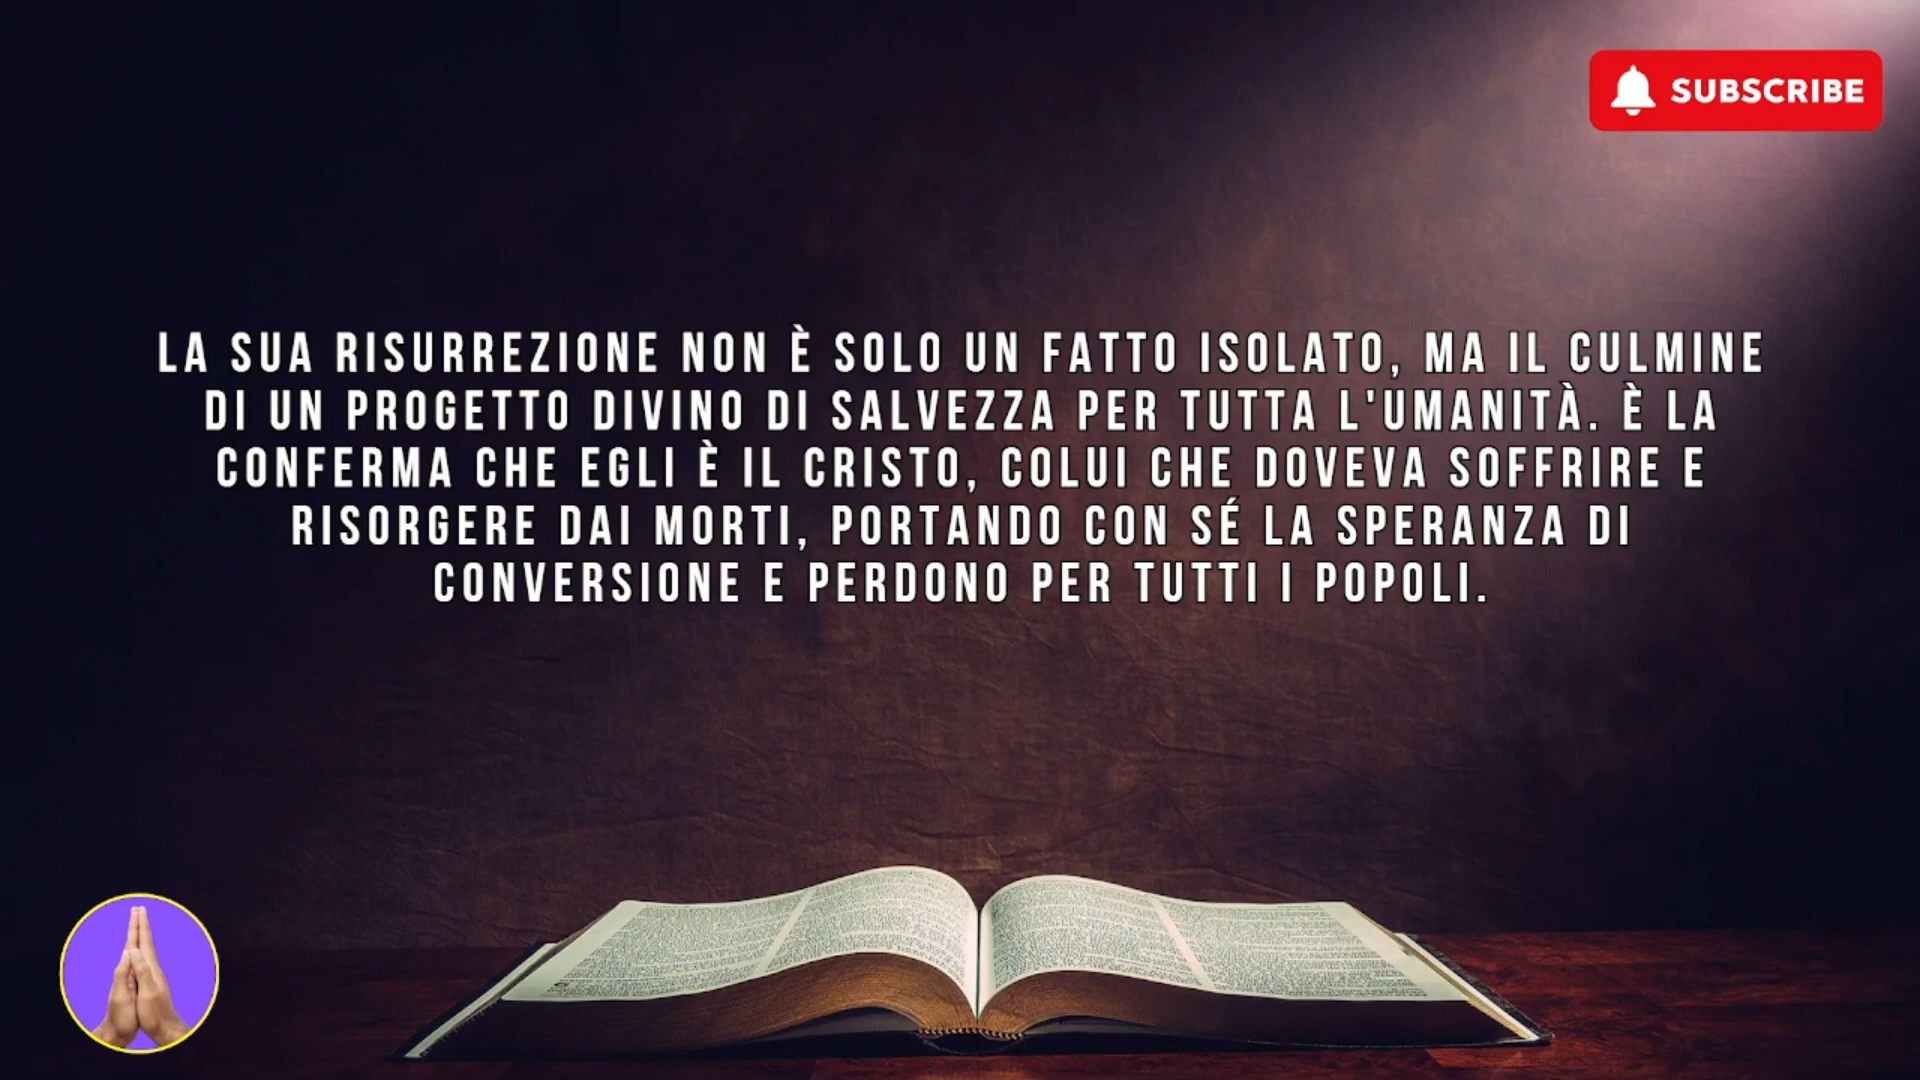 SUBSCRIBE
LA SUA RISURREZIONE NON È SOLO UN FATTO ISOLATO, MA IL CULMINE
DI UN PROGETTO DIVINO DI SALVEZZA PER TUTTA L'UMANITÀ. È LA
CONFERMA CHE EGLI È IL CRISTO, COLUI CHE DOVEVA SOFFRIRE E
RISORGERE DAI MORTI, PORTANDO CON SÉ LA SPERANZA DI
CONVERSIONE E PERDONO PER TUTTI I POPOLI.